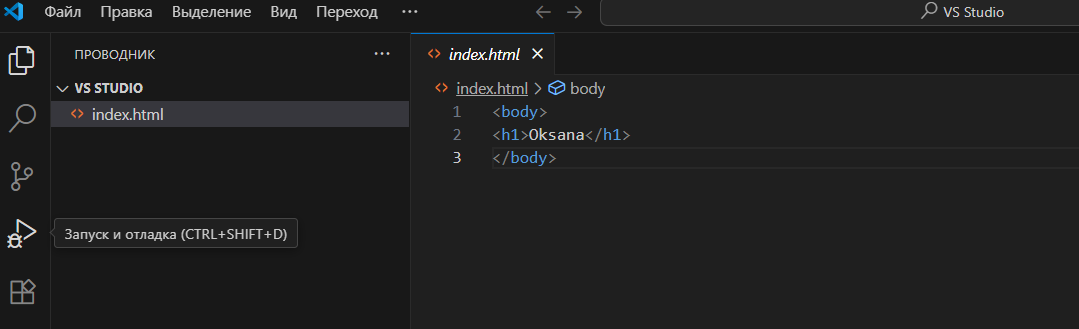 Файл Правка Выделение Вид Переход ··· VS Studio
ПРОВОДНИК ···
VS STUDIO
index.html
Запуск и отладка (CTRL+SHIFT+D)
index.html
index.html > body
1 <body>
2 <h1>Oksana</h1>
3 </body>